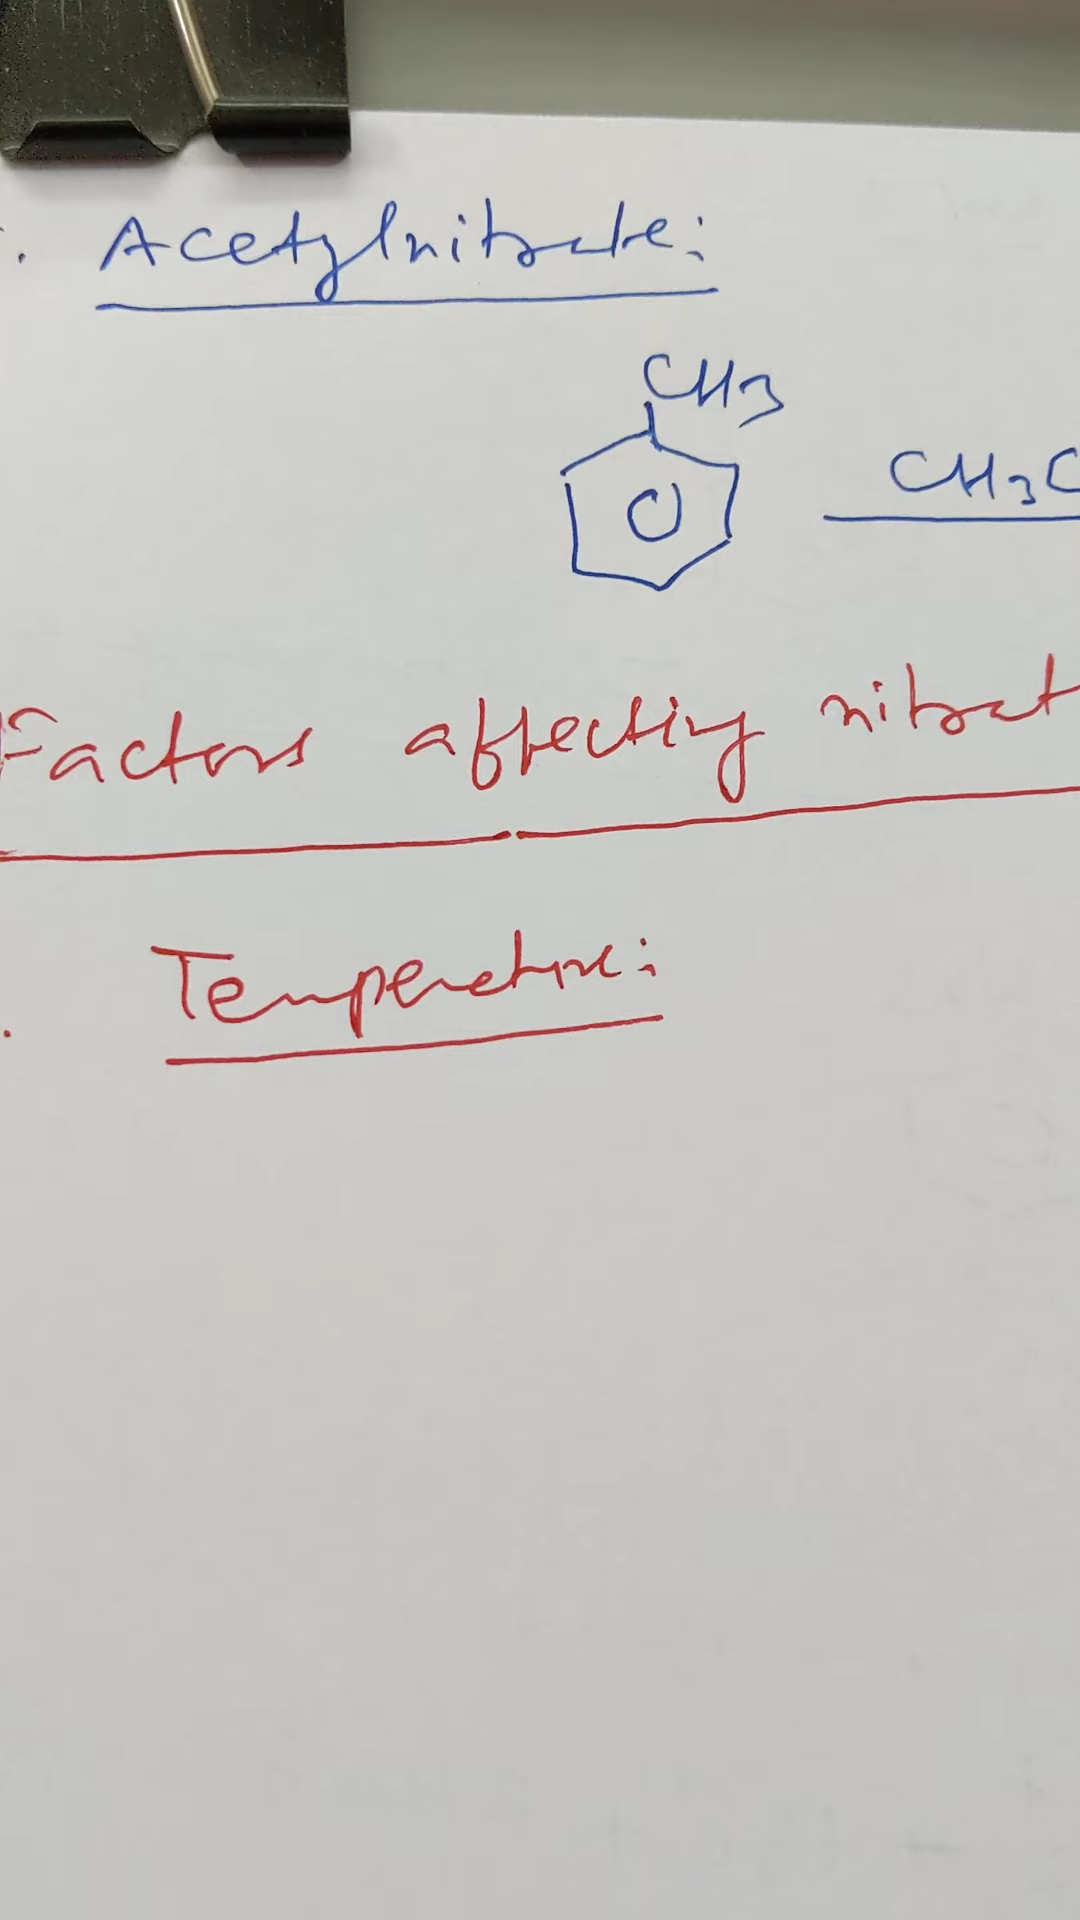 . Acetylnitrate:
CH3
CH3C
Factors affecting nitrat
. Temperature: